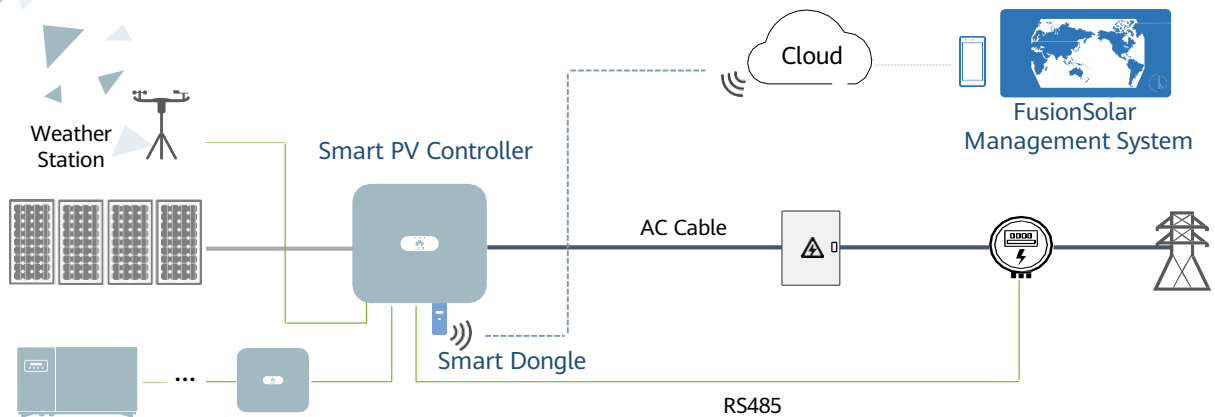 Cloud
FusionSolar
Management System
Weather
Station
Smart PV Controller
AC Cable
Smart Dongle
RS485